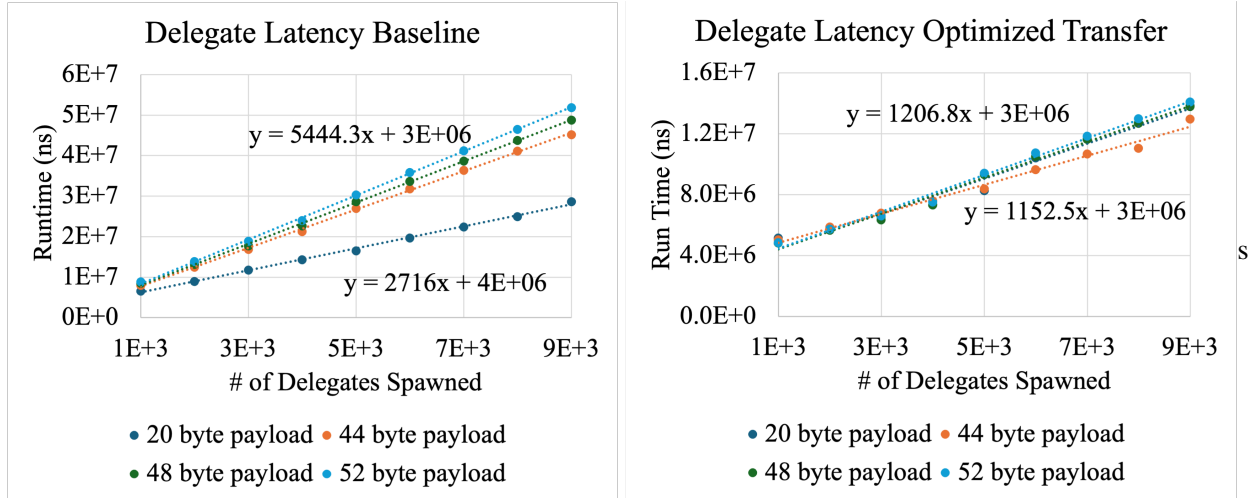 Delegate Latency Baseline
6E+7
5E+7
4E+7
3E+7
2E+7
1E+7
0E+0
Runtime (ns)
y = 5444.3x + 3E+06
y = 2716x + 4E+06
1E+3 3E+3 5E+3 7E+3 9E+3
# of Delegates Spawned
20 byte payload 44 byte payload
48 byte payload 52 byte payload
Delegate Latency Optimized Transfer
1.6E+7
1.2E+7
8.0E+6
4.0E+6
0.0E+0
Run Time (ns)
y = 1206.8x + 3E+06
y = 1152.5x + 3E+06
1E+3 3E+3 5E+3 7E+3 9E+3
# of Delegates Spawned
20 byte payload 44 byte payload
48 byte payload 52 byte payload
s